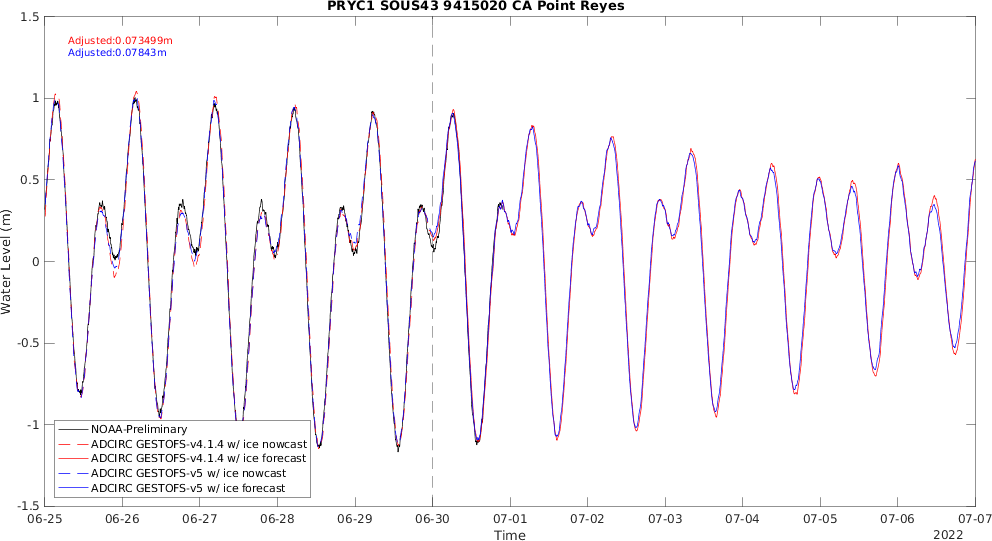 PRYC1 SOUS43 9415020 CA Point Reyes
Adjusted:0.073499m
Adjusted:0.07843m
1.5
1
0.5
0
-0.5
-1
-1.5
Water Level (m)
NOAA-Preliminary
ADCIRC GESTOFS-v4.1.4 w/ ice nowcast
ADCIRC GESTOFS-v4.1.4 w/ ice forecast
ADCIRC GESTOFS-v5 w/ ice nowcast
ADCIRC GESTOFS-v5 w/ ice forecast
06-25 06-26 06-27 06-28 06-29 06-30 07-01 07-02 07-03 07-04 07-05 07-06 07-07
Time
2022